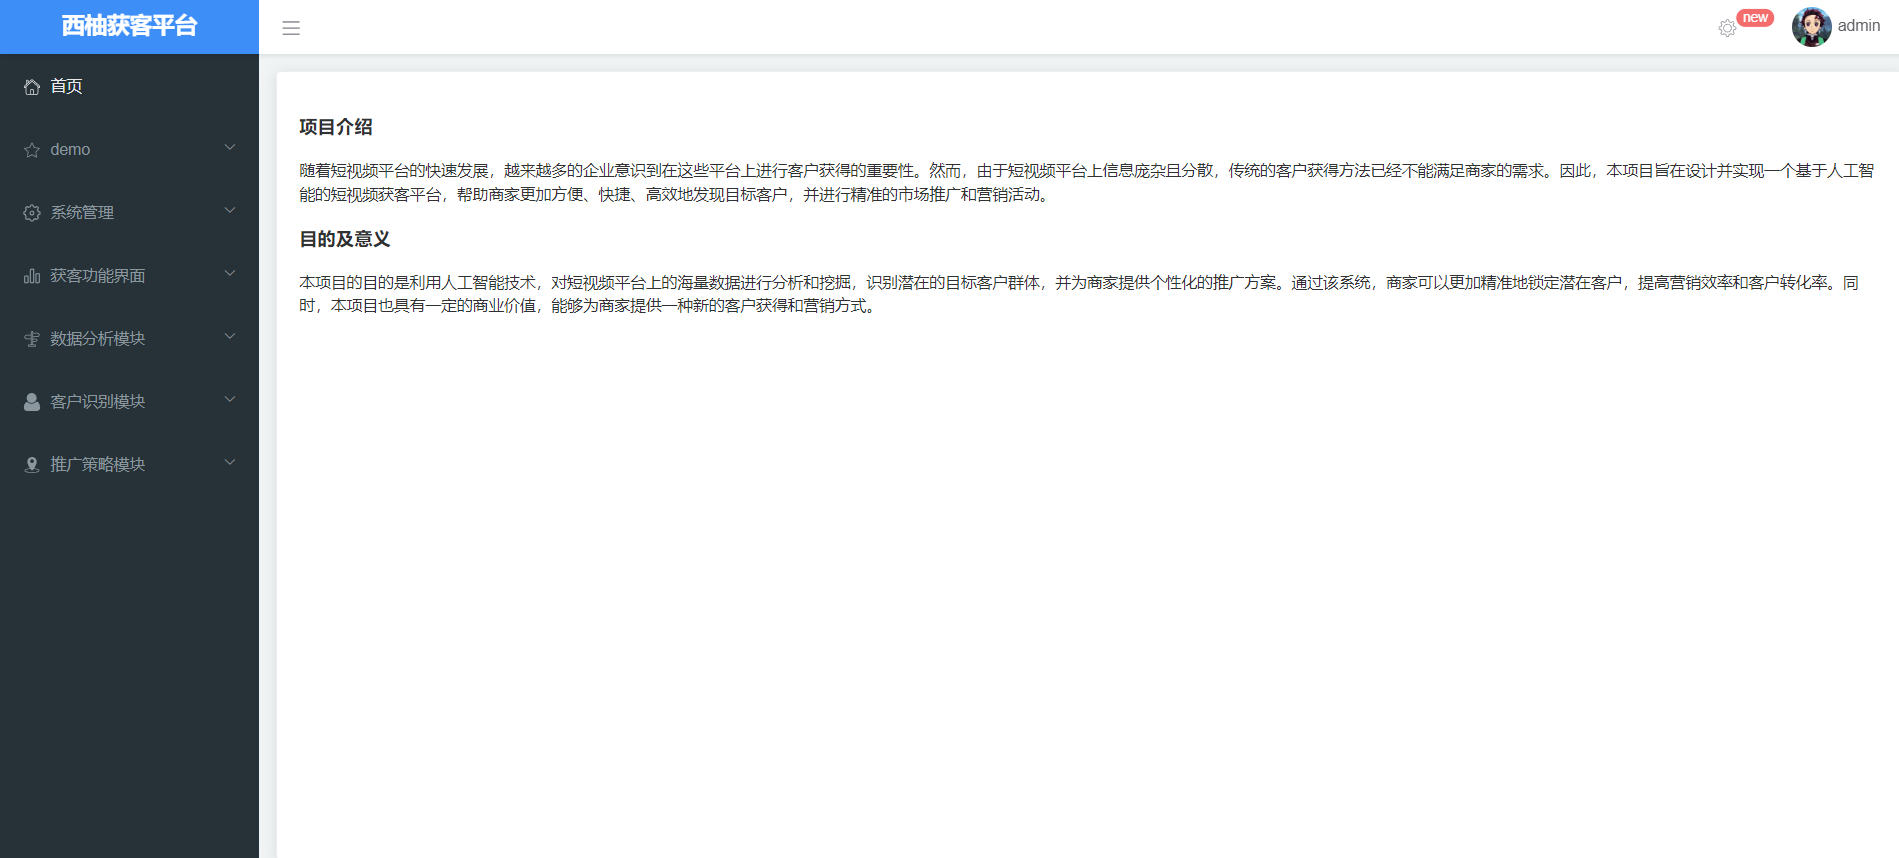 西柚获客平台
new
admin
首页
demo
系统管理
获客功能界面
数据分析模块
客户识别模块
推广策略模块
项目介绍
随着短视频平台的快速发展，越来越多的企业意识到在这些平台上进行客户获得的重要性。然而，由于短视频平台上信息庞杂且分散，传统的客户获得方法已经不能满足商家的需求。因此，本项目旨在设计并实现一个基于人工智
能的短视频获客平台，帮助商家更加方便、快捷、高效地发现目标客户，并进行精准的市场推广和营销活动。
目的及意义
本项目的目的是利用人工智能技术，对短视频平台上的海量数据进行分析和挖掘，识别潜在的目标客户群体，并为商家提供个性化的推广方案。通过该系统，商家可以更加精准地锁定潜在客户，提高营销效率和客户转化率。同
时，本项目也具有一定的商业价值，能够为商家提供一种新的客户获得和营销方式。